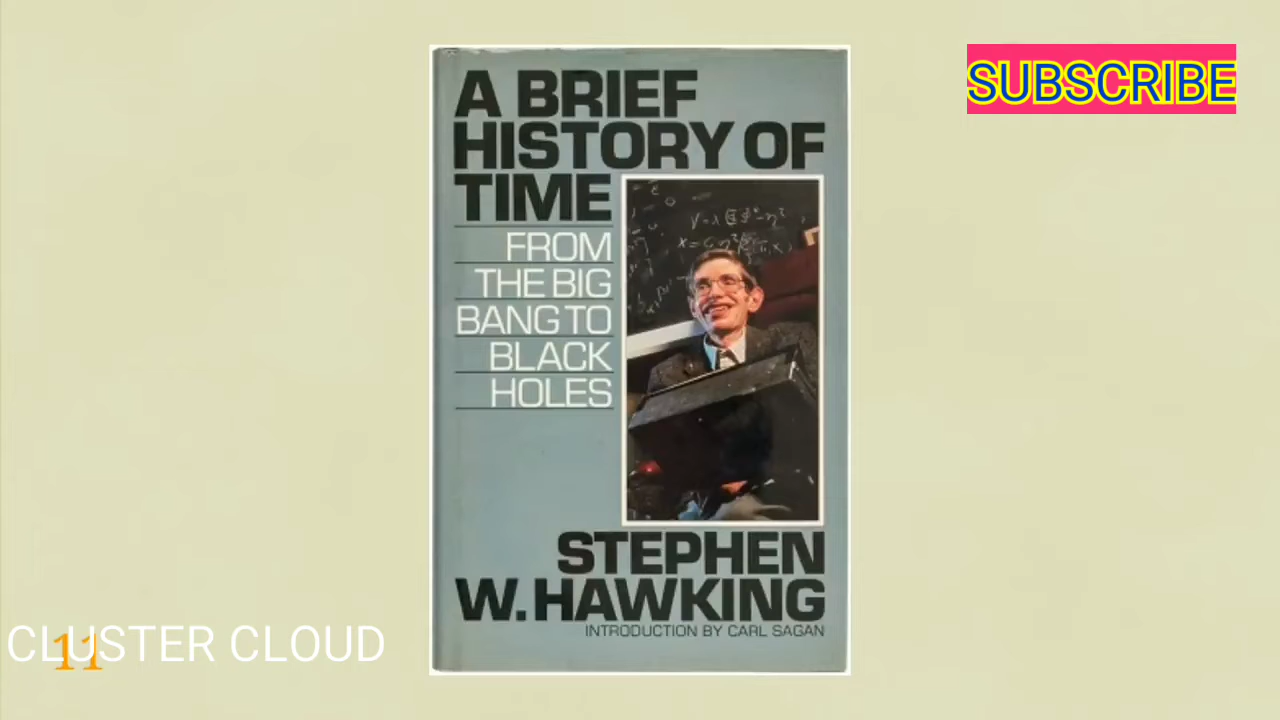 A BRIEF
HISTORY OF
TIME
FROM
THE BIG
BANG TO
BLACK
HOLES
STEPHEN
W. HAWKING
INTRODUCTION BY CARL SAGAN
SUBSCRIBE
CLUSTER CLOUD
11